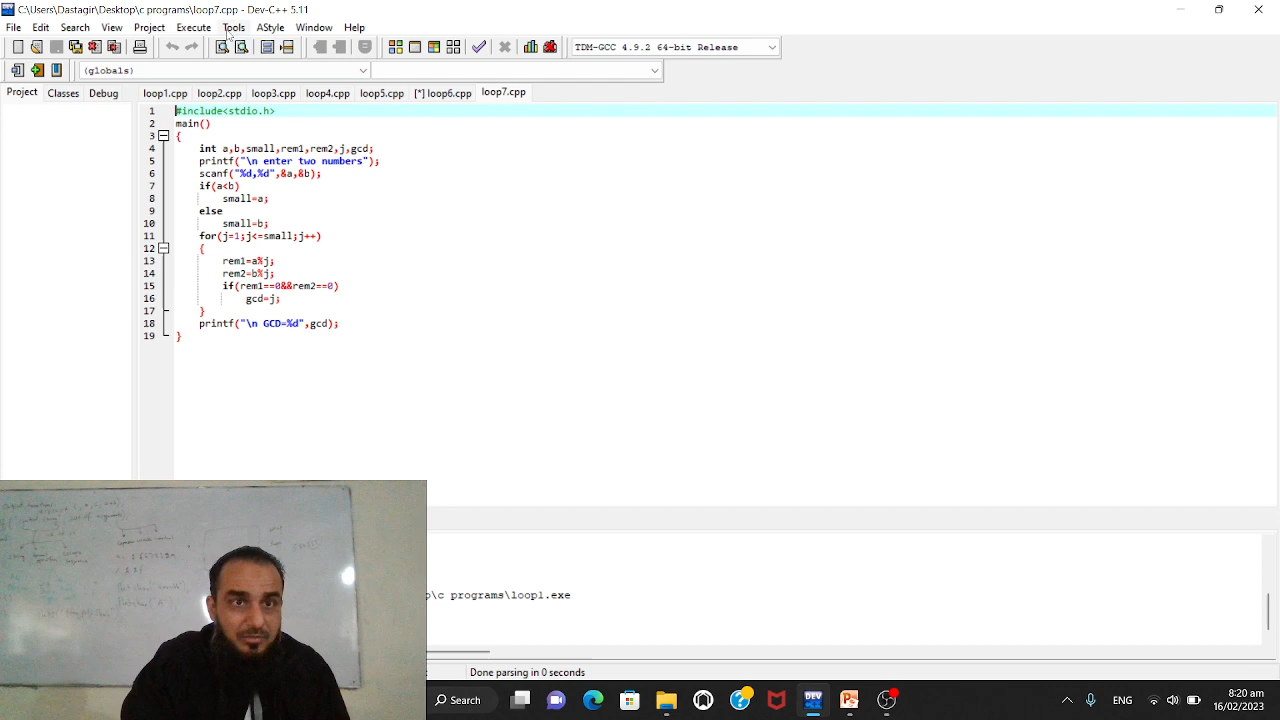 C:\Users\Dastagir\Desktop\c programs\loop7.cpp - Dev-C++ 5.11
File Edit Search View Project Execute Tools AStyle Window Help
TDM-GCC 4.9.2 64-bit Release
(globals)
Project Classes Debug loop1.cpp loop2.cpp loop3.cpp loop4.cpp loop5.cpp [*] loop6.cpp loop7.cpp
1 #include<stdio.h>
2 main()
3 {
4 int a,b,small,rem1,rem2,j,gcd;
5 printf("\n enter two numbers");
6 scanf("%d,%d",&a,&b);
7 if(a<b)
8 small=a;
9 else
10 small=b;
11 for(j=1;j<=small;j++)
12 {
13 rem1=a%j;
14 rem2=b%j;
15 if(rem1==0&&rem2==0)
16 gcd=j;
17 }
18 printf("\n GCD=%d",gcd);
19 }
\c programs\loop1.exe
Done parsing in 0 seconds
Search
DEV
ENG
8:20 am
16/02/2023